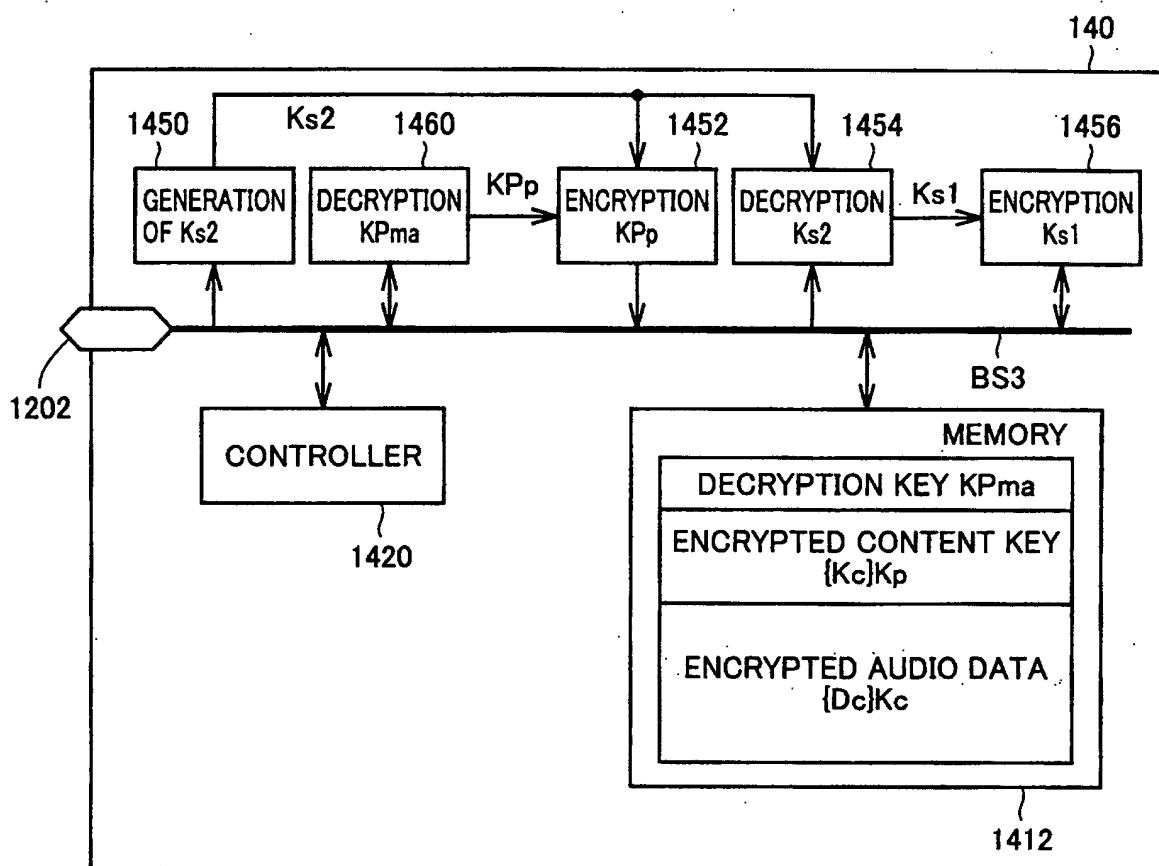 140
1450
Ks2
1460
1452
1454
1456
GENERATION
OF Ks2
DECRYPTION
KPma
KPp
ENCRYPTION
KPp
DECRYPTION
Ks2
Ks1
ENCRYPTION
Ks1
1202
BS3
CONTROLLER
1420
MEMORY
DECRYPTION KEY KPma
ENCRYPTED CONTENT KEY
{Kc}Kp
ENCRYPTED AUDIO DATA
{Dc}Kc
1412